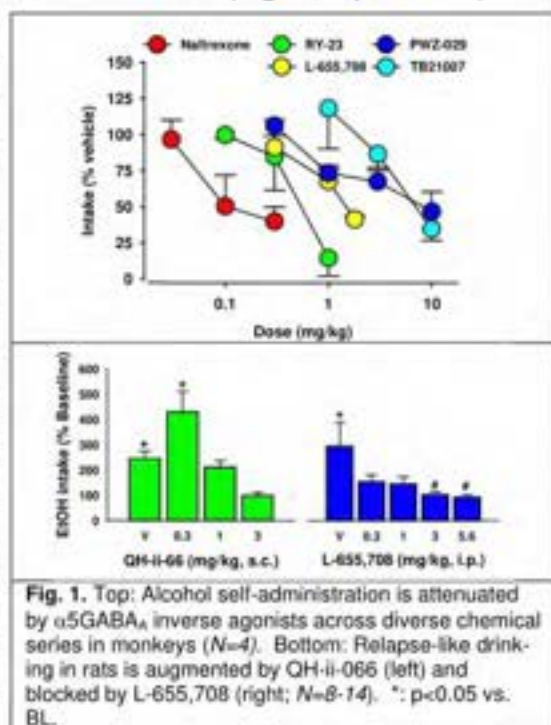 Naltrexone RY-23 PWZ-029
L-655,708 TB21007
150
125
100
75
50
25
0
Intake (% vehicle)
0.1 1 10
Dose (mg/kg)
600
500
400
300
200
100
0
EtOH Intake (% Baseline)
* * * # #
V 0.3 1 3 V 0.3 1 3 5.6
QH-ii-66 (mg/kg, s.c.) L-655,708 (mg/kg, i.p.)
Fig. 1. Top: Alcohol self-administration is attenuated
by α5GABAA inverse agonists across diverse chemical
series in monkeys (N=4). Bottom: Relapse-like drink-
ing in rats is augmented by QH-ii-066 (left) and
blocked by L-655,708 (right; N=8-14). *: p<0.05 vs.
BL.